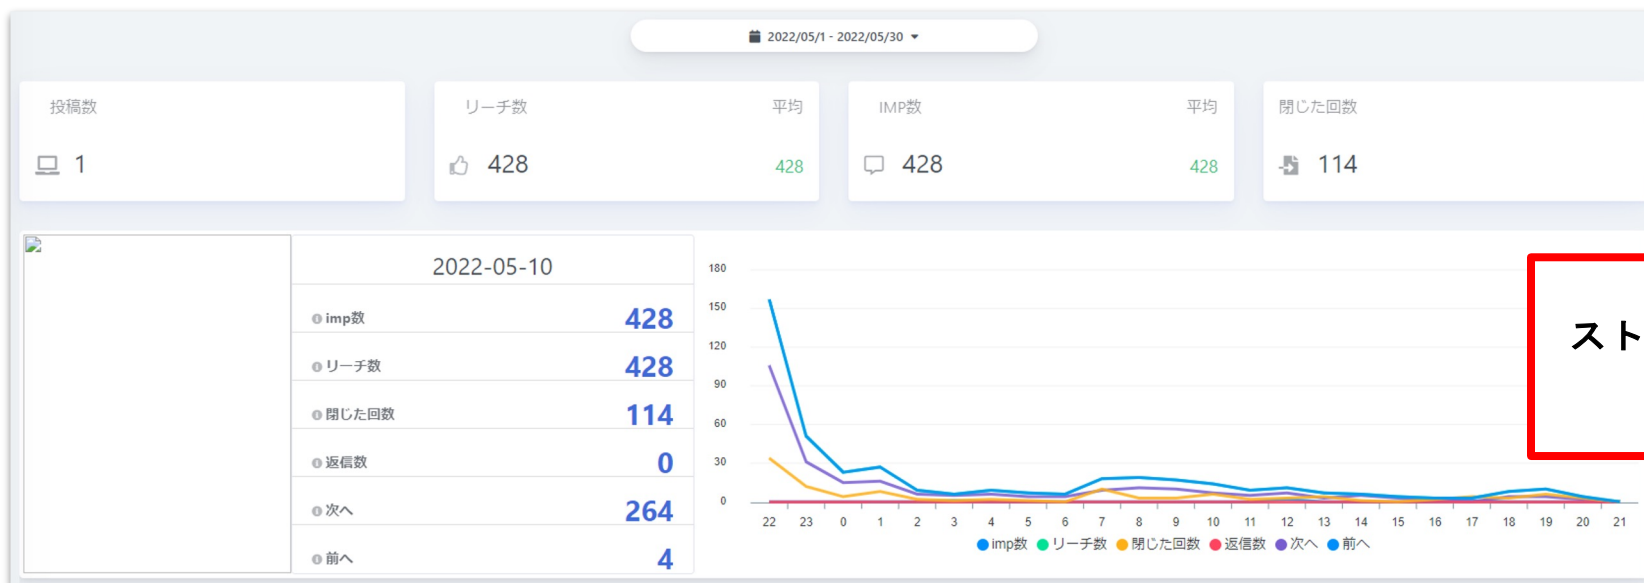 2022/05/1 - 2022/05/30
投稿数
1
リーチ数 平均
428 428
IMP数 平均
428 428
閉じた回数
114
2022-05-10
imp数 428
リーチ数 428
閉じた回数 114
返信数 0
次へ 264
前へ 4
180
150
120
90
60
30
0
22 23 0 1 2 3 4 5 6 7 8 9 10 11 12 13 14 15 16 17 18 19 20 21
imp数 リーチ数 閉じた回数 返信数 次へ 前へ
スト